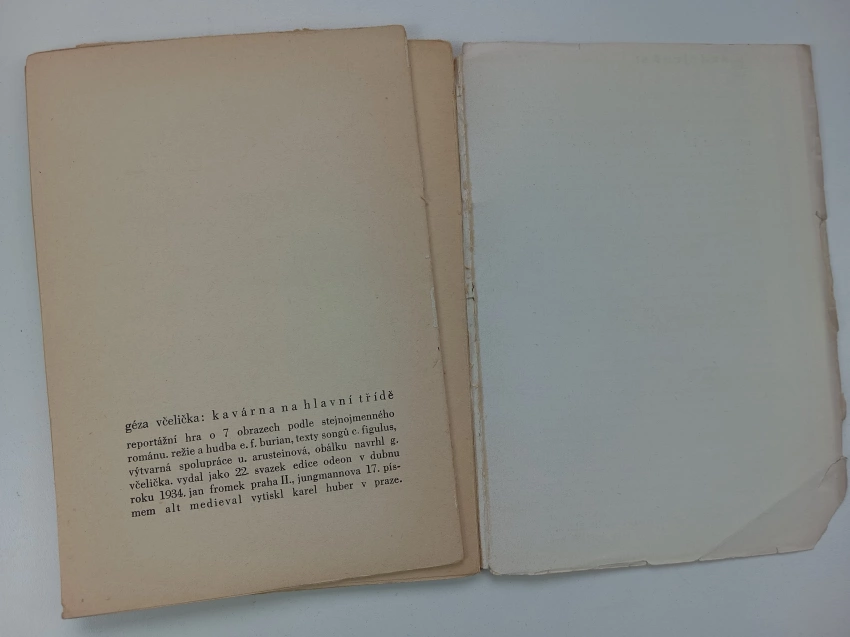 géza včelička: kavárna na hlavní třídě
reportážní hra o 7 obrazech podle stejnojmenného
románu. režie a hudba e. f. burian, texty songů c. figulus,
výtvarná spolupráce u. arusteinová, obálku navrhl g.
včelička. vydal jako 22. svazek edice odeon v dubnu
roku 1934. jan fromek praha II., jungmannova 17. pís-
mem alt medieval vytiskl karel huber v praze.